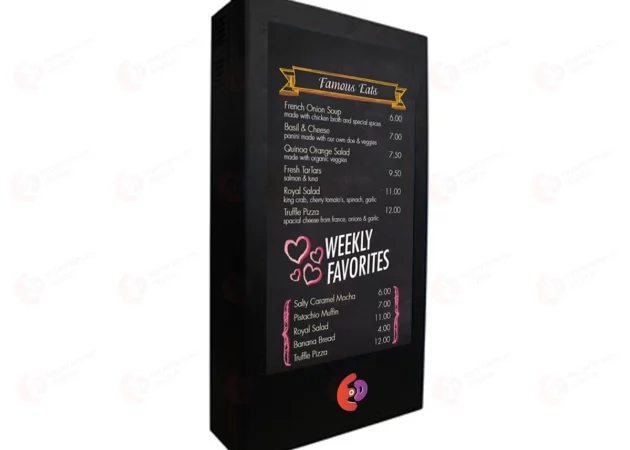 Famous Eats
French Onion Soup
made with chicken broth and special spices 6.00
Basil & Cheese
panini made with our own doe & veggies 7.00
Quinoa Orange Salad 7.50
made with organic veggies
Fresh TarTars 9.50
salmon & tuna
Royal Salad 11.00
king crab, cherry tomato's, spinach, garlic
Truffle Pizza 12.00
spacial cheese from france, onions & garlic
WEEKLY
FAVORITES
Salty Caramel Mocha 6.00
Pistachio Muffin 7.00
Royal Salad 11.00
Banana Bread 4.00
Truffle Pizza 12.00